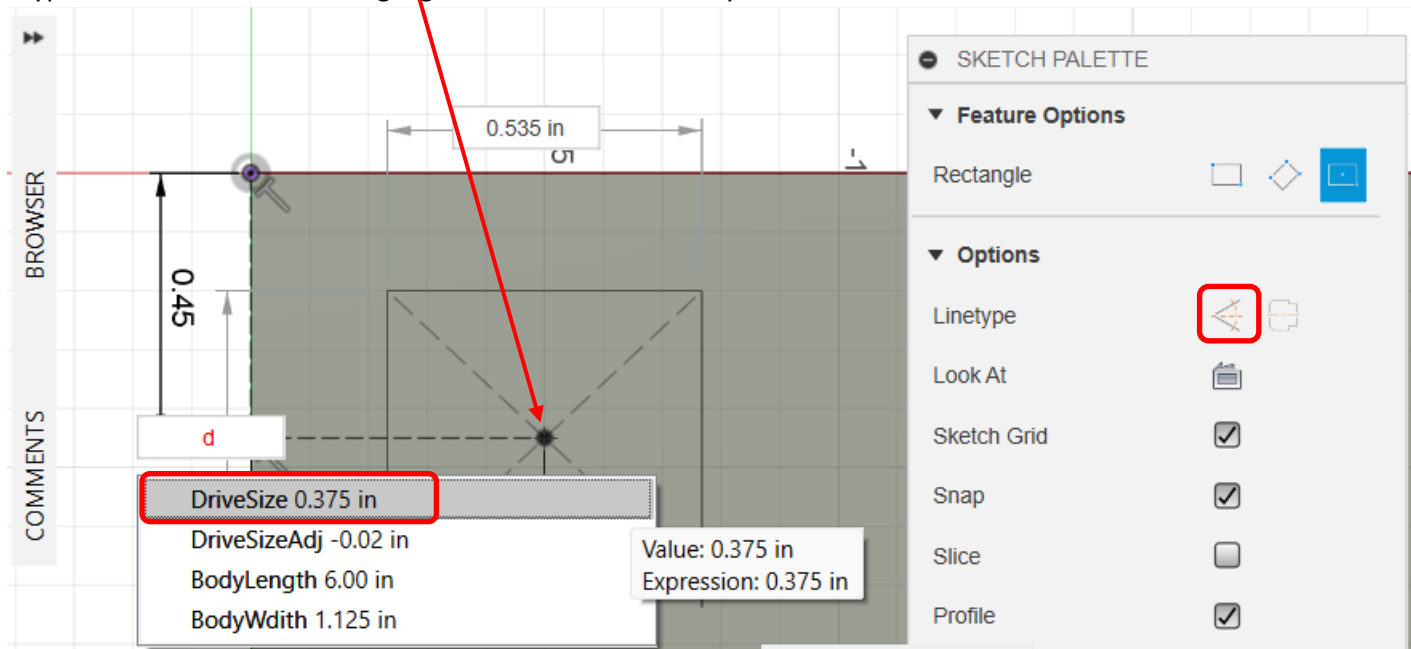 SKETCH PALETTE
Feature Options
0.535 in
5
-1
Rectangle
BROWSER
Options
0.45
Linetype
Look At
COMMENTS
d
Sketch Grid
DriveSize 0.375 in
Snap
DriveSizeAdj -0.02 in
Value: 0.375 in
Slice
BodyLength 6.00 in
Expression: 0.375 in
BodyWdith 1.125 in
Profile